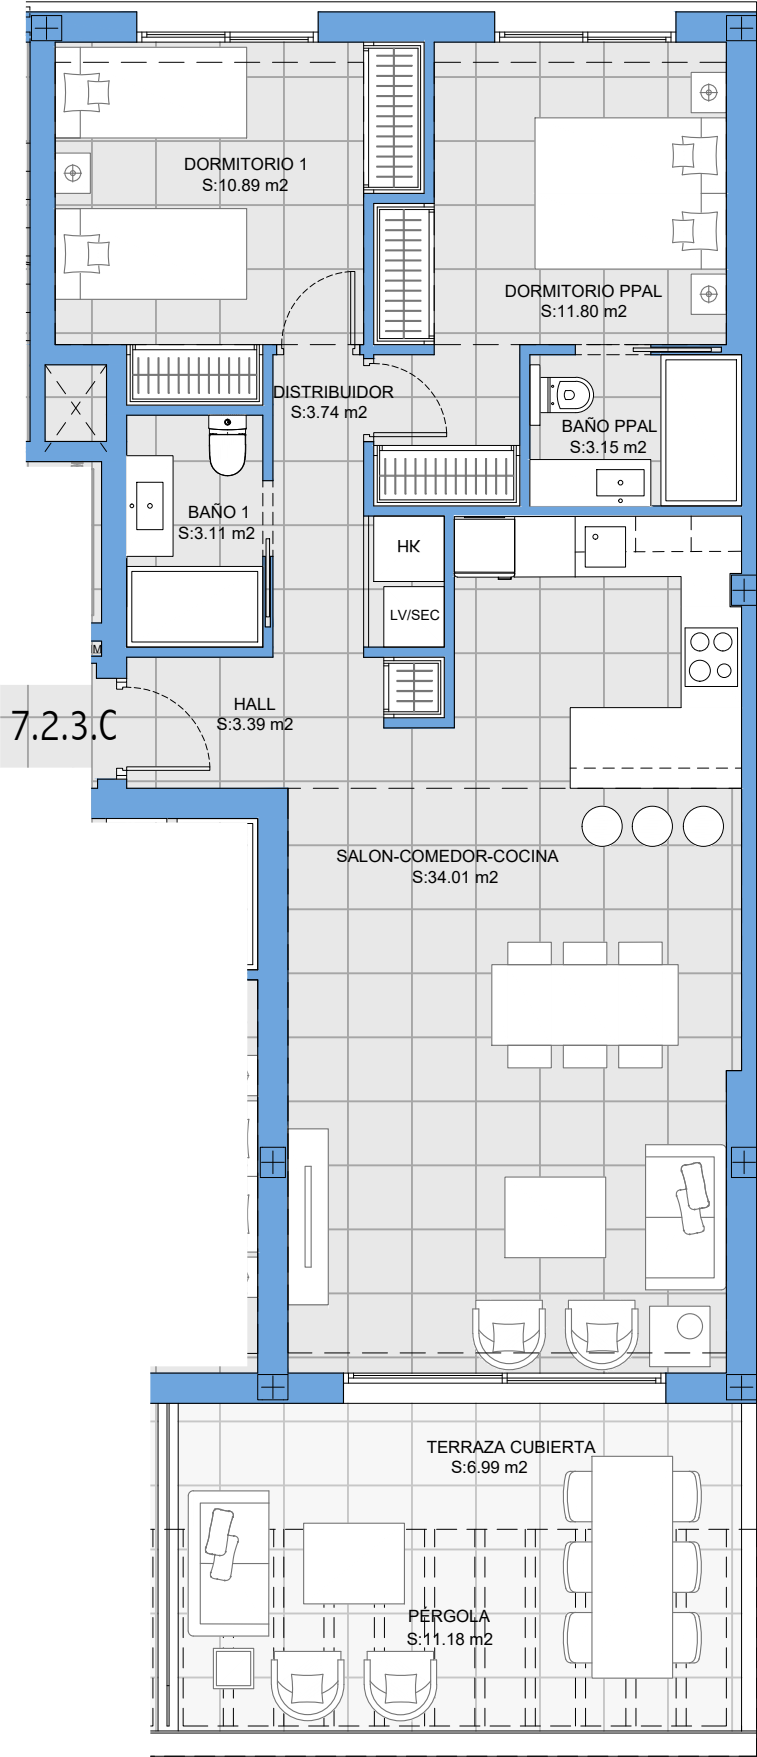 DORMITORIO 1
S:10.89 m2
DORMITORIO PPAL
S:11.80 m2
DISTRIBUIDOR
S:3.74 m2
BAÑO PPAL
S:3.15 m2
BAÑO 1
S:3.11 m2
HK
LV/SEC
M
HALL
S:3.39 m2
7.2.3.C
SALON-COMEDOR-COCINA
S:34.01 m2
TERRAZA CUBIERTA
S:6.99 m2
PÉRGOLA
S:11.18 m2